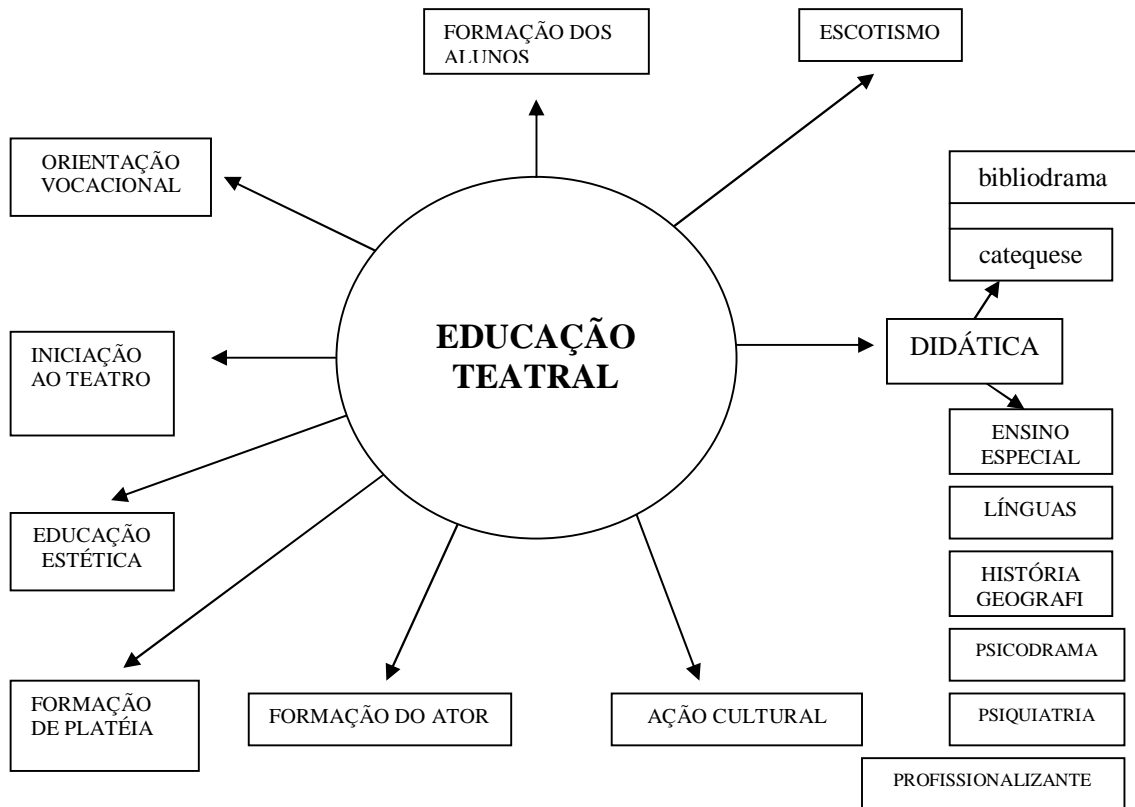 FORMAÇÃO DOS
ALUNOS
ESCOTISMO
ORIENTAÇÃO
VOCACIONAL
bibliodrama
catequese
EDUCAÇÃO
TEATRAL
DIDÁTICA
INICIAÇÃO
AO TEATRO
ENSINO
ESPECIAL
LÍNGUAS
EDUCAÇÃO
ESTÉTICA
HISTÓRIA
GEOGRAFI
PSICODRAMA
FORMAÇÃO
DE PLATÉIA
FORMAÇÃO DO ATOR
AÇÃO CULTURAL
PSIQUIATRIA
PROFISSIONALIZANTE